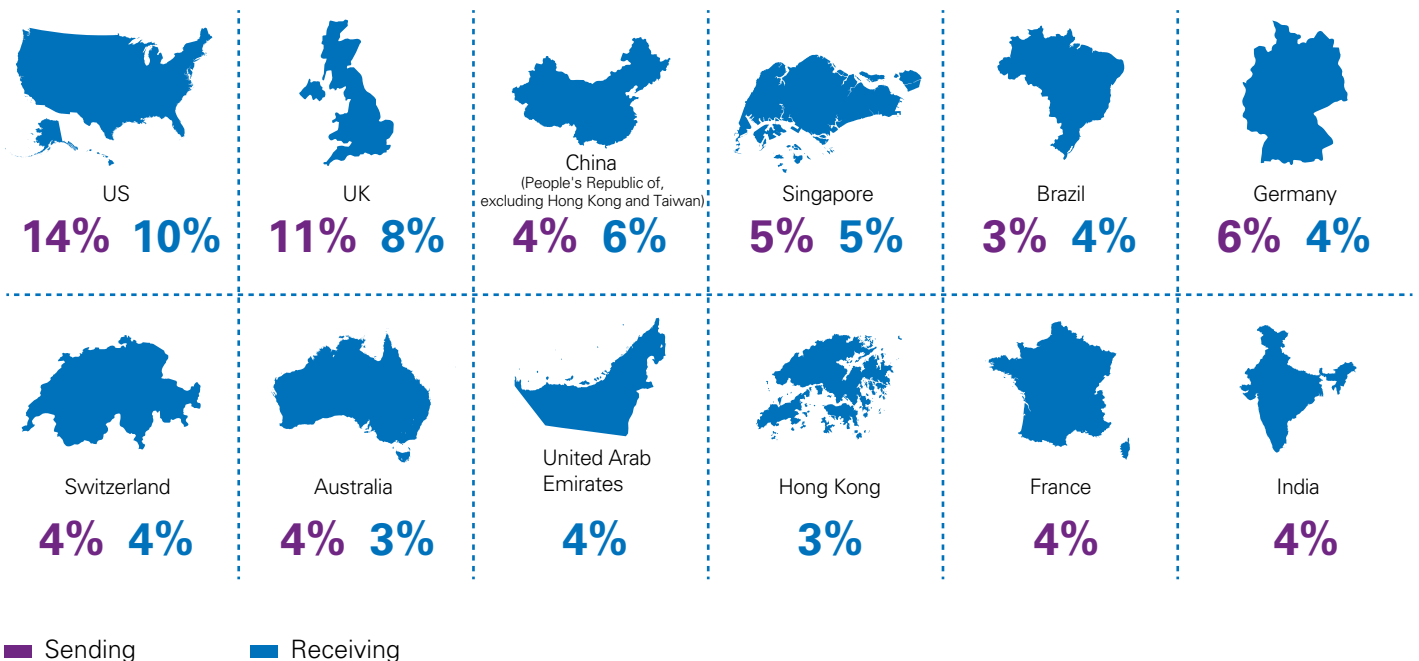 US
14% 10%
UK
11% 8%
China
(People's Republic of,
excluding Hong Kong and Taiwan)
4% 6%
Singapore
5% 5%
Brazil
3% 4%
Germany
6% 4%
Switzerland
4% 4%
Australia
4% 3%
United Arab
Emirates
4%
Hong Kong
3%
France
4%
India
4%
Sending
Receiving